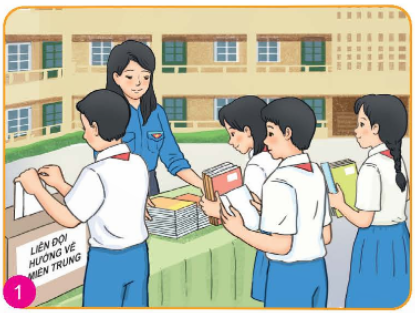 LIÊN ĐỘI
HƯỚNG VỀ
MIỀN TRUNG
1